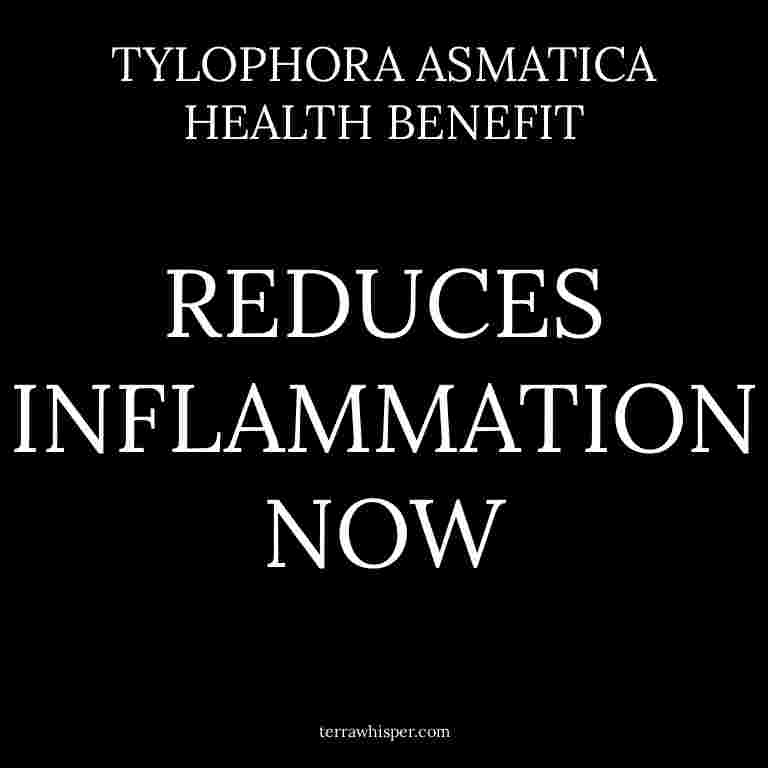 TYLOPHORA ASMATICA
HEALTH BENEFIT
REDUCES
INFLAMMATION
NOW
terrawhisper.com